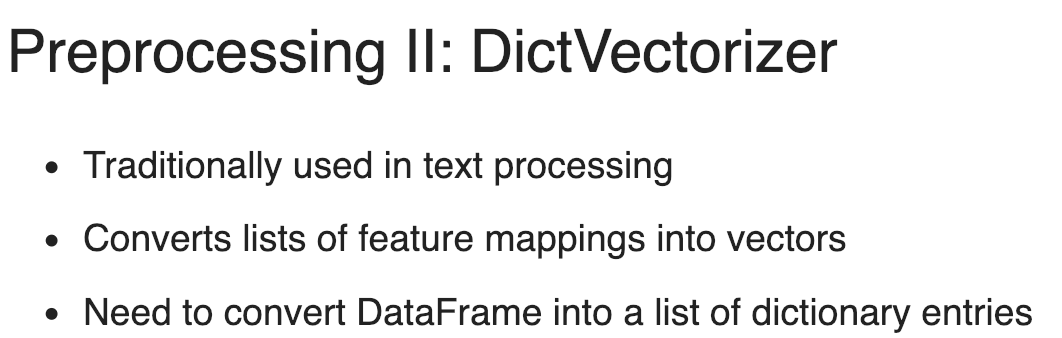 Preprocessing II: DictVectorizer
• Traditionally used in text processing
• Converts lists of feature mappings into vectors
• Need to convert DataFrame into a list of dictionary entries